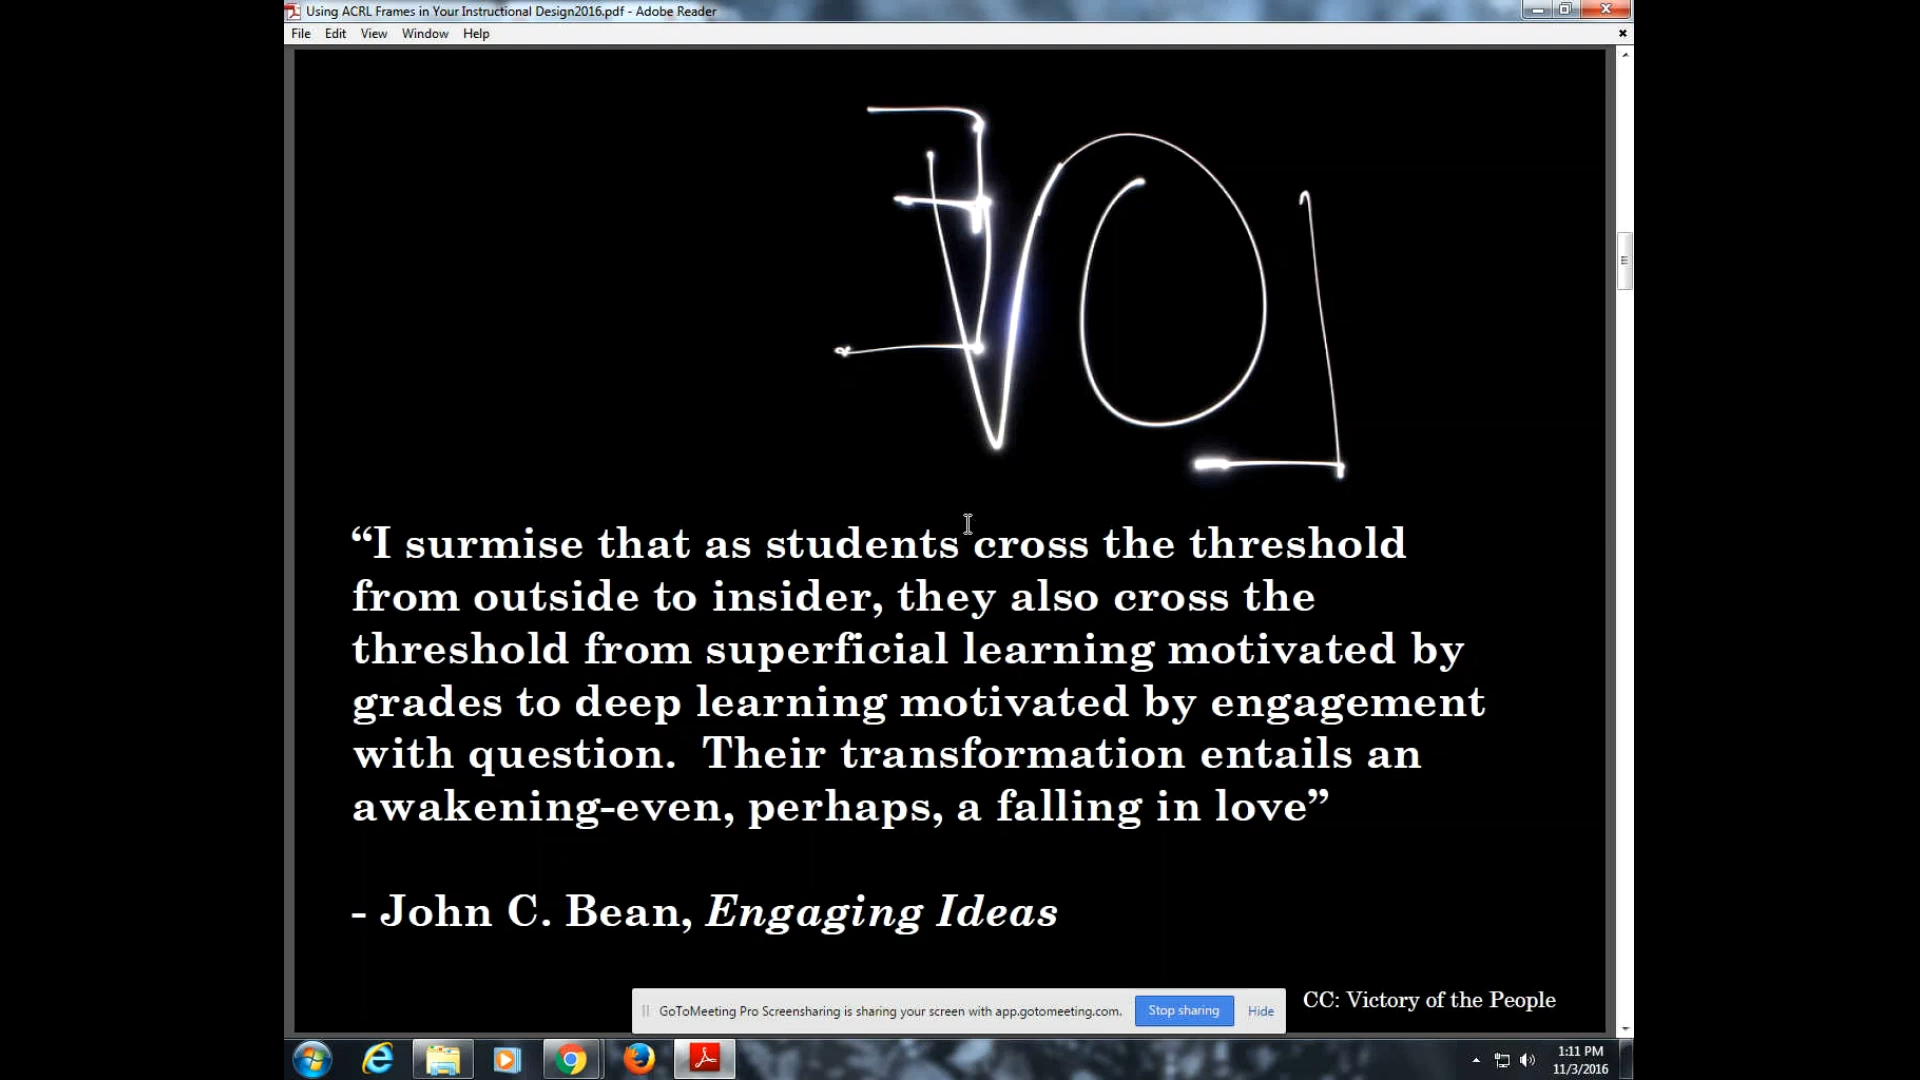 Using ACRL Frames in Your Instructional Design2016.pdf - Adobe Reader
File Edit View Window Help
EVOL
“I surmise that as students cross the threshold
from outside to insider, they also cross the
threshold from superficial learning motivated by
grades to deep learning motivated by engagement
with question.  Their transformation entails an
awakening-even, perhaps, a falling in love”
- John C. Bean, Engaging Ideas
CC: Victory of the People
GoToMeeting Pro Screensharing is sharing your screen with app.gotomeeting.com. Stop sharing Hide
1:11 PM
11/3/2016